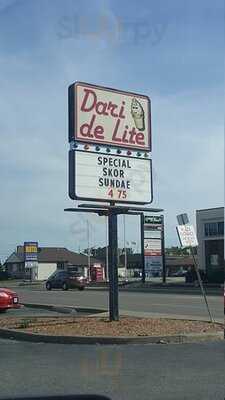 Dari
de Lite
SPECIAL
SKOR
SUNDAE
4 75